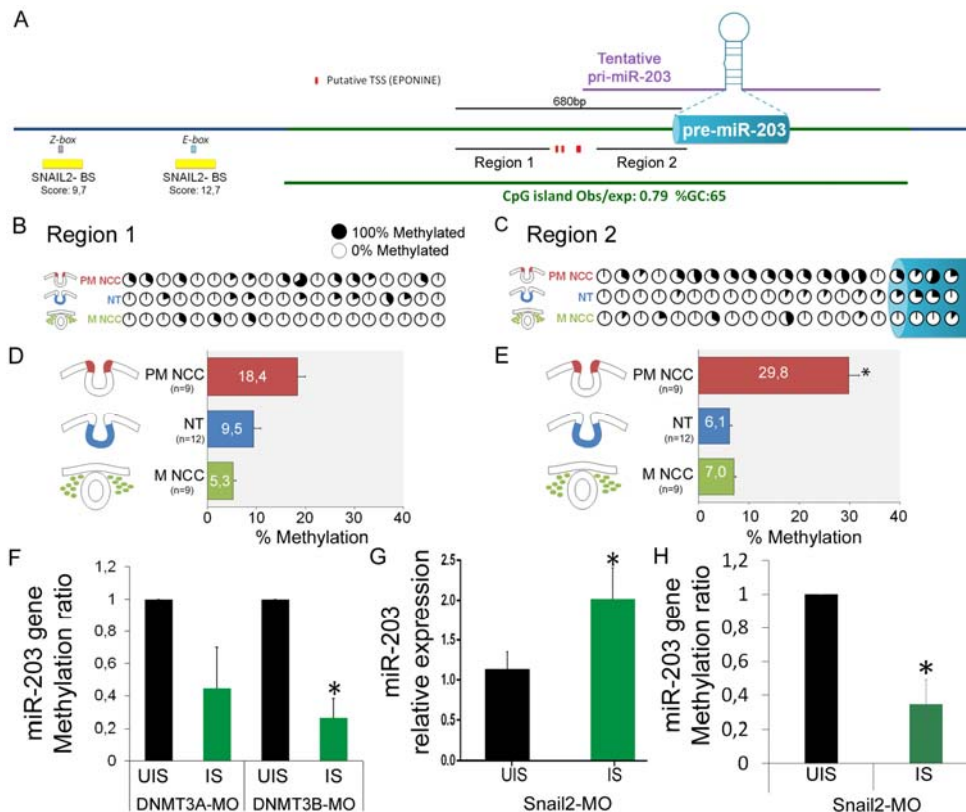 A
Putative TSS (EPONINE)
Tentative
pri-miR-203
680bp
pre-miR-203
Z-box
E-box
SNAIL2- BS
Score: 9,7
SNAIL2- BS
Score: 12,7
Region 1
Region 2
CpG island Obs/exp: 0.79 %GC:65
B
Region 1
100% Methylated
0% Methylated
PM NCC
NT
M NCC
C
Region 2
PM NCC
NT
M NCC
D
PM NCC
(n=9)
18,4
NT
(n=12)
9,5
M NCC
(n=9)
5,3
0 10 20 30 40
% Methylation
E
PM NCC
(n=9)
29,8
*
NT
(n=12)
6,1
M NCC
(n=9)
7,0
0 10 20 30 40
% Methylation
F
miR-203 gene
Methylation ratio
1,2
1
0,8
0,6
0,4
0,2
0
*
UIS IS UIS IS
DNMT3A-MO DNMT3B-MO
G
miR-203
relative expression
2.5
2.0
1.5
1.0
0.5
0.0
*
UIS IS
Snail2-MO
H
miR-203 gene
Methylation ratio
1,2
1
0,8
0,6
0,4
0,2
0
*
UIS IS
Snail2-MO